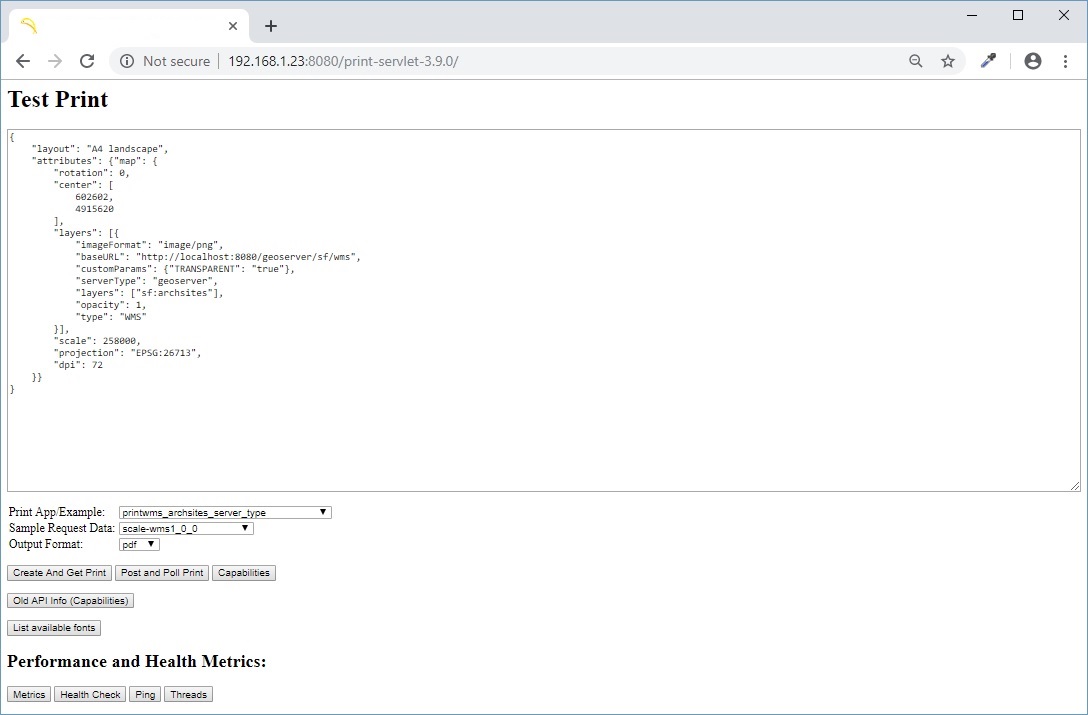 Not secure | 192.168.1.23:8080/print-servlet-3.9.0/
Test Print
{
    "layout": "A4 landscape",
    "attributes": {"map": {
        "rotation": 0,
        "center": [
            602602,
            4915620
        ],
        "layers": [{
            "imageFormat": "image/png",
            "baseURL": "http://localhost:8080/geoserver/sf/wms",
            "customParams": {"TRANSPARENT": "true"},
            "serverType": "geoserver",
            "layers": ["sf:archsites"],
            "opacity": 1,
            "type": "WMS"
        }],
        "scale": 258000,
        "projection": "EPSG:26713",
        "dpi": 72
    }}
}
Print App/Example: printwms_archsites_server_type
Sample Request Data: scale-wms1_0_0
Output Format: pdf
Create And Get Print Post and Poll Print Capabilities
Old API Info (Capabilities)
List available fonts
Performance and Health Metrics:
Metrics Health Check Ping Threads